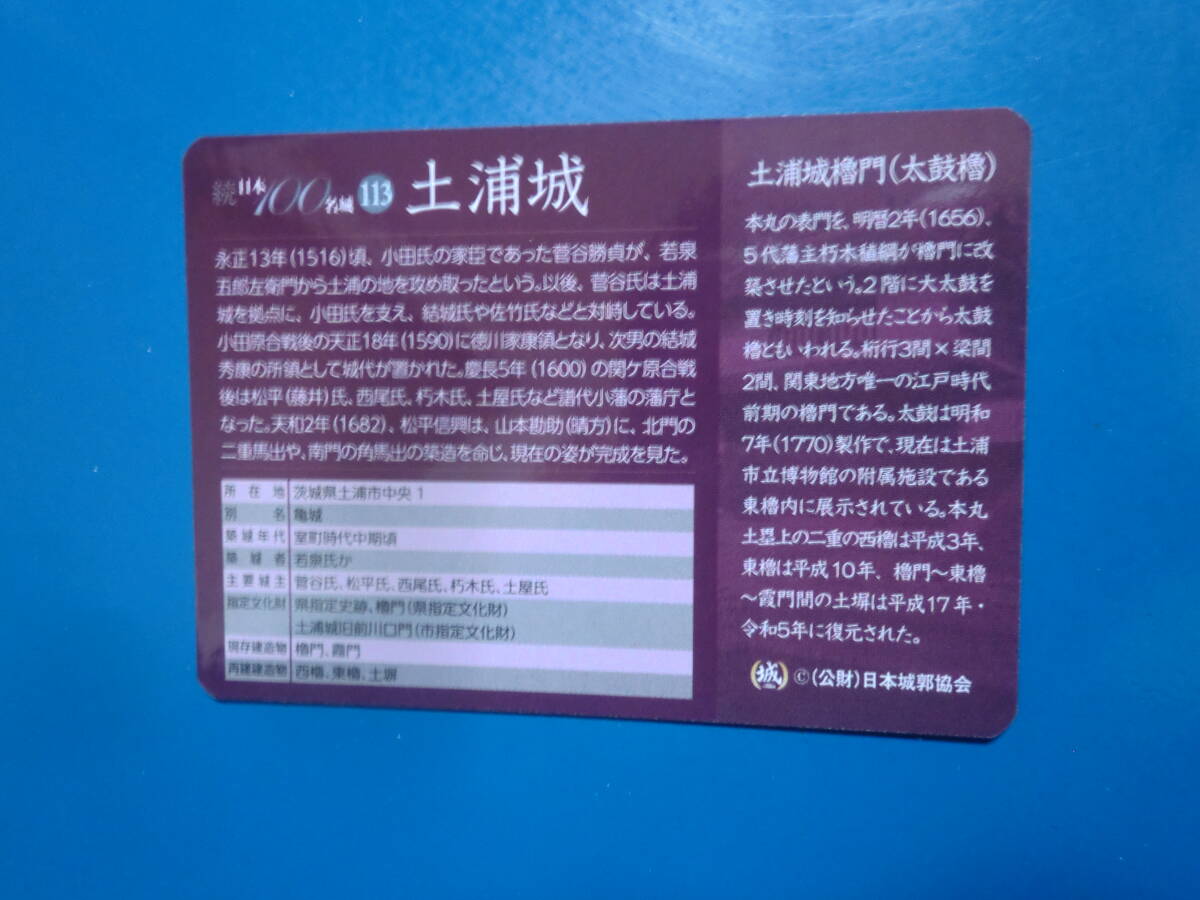 続日本100名城 113 土浦城
永正13年(1516)頃、小田氏の家臣であった菅谷勝貞が、若泉
五郎左衛門から土浦の地を攻め取ったという。以後、菅谷氏は土浦
城を拠点に、小田氏を支え、結城氏や佐竹氏などと対峙している。
小田原合戦後の天正18年(1590)に徳川家康領となり、次男の結城
秀康の所領として城代が置かれた。慶長5年(1600)の関ケ原合戦
後は松平(藤井)氏、西尾氏、朽木氏、土屋氏など譜代小藩の藩庁と
なった。天和2年(1682)、松平信興は、山本勘助(晴方)に、北門の
二重馬出や、南門の角馬出の築造を命じ、現在の姿が完成を見た。
所在地 茨城県土浦市中央1
別名 亀城
築城年代 室町時代中期頃
築城者 若泉氏か
主要城主 菅谷氏、松平氏、西尾氏、朽木氏、土屋氏
指定文化財 県指定史跡、櫓門(県指定文化財)
土浦城旧前川口門(市指定文化財)
現存建造物 櫓門、霞門
再建建造物 西櫓、東櫓、土塀
土浦城櫓門(太鼓櫓)
本丸の表門を、明暦2年(1656)、
5代藩主朽木稙綱が櫓門に改
築させたという。2階に大太鼓を
置き時刻を知らせたことから太鼓
櫓ともいわれる。桁行3間×梁間
2間、関東地方唯一の江戸時代
前期の櫓門である。太鼓は明和
7年(1770)製作で、現在は土浦
市立博物館の附属施設である
東櫓内に展示されている。本丸
土塁上の二重の西櫓は平成3年、
東櫓は平成10年、櫓門〜東櫓
〜霞門間の土塀は平成17年・
令和5年に復元された。
城 ©(公財)日本城郭協会